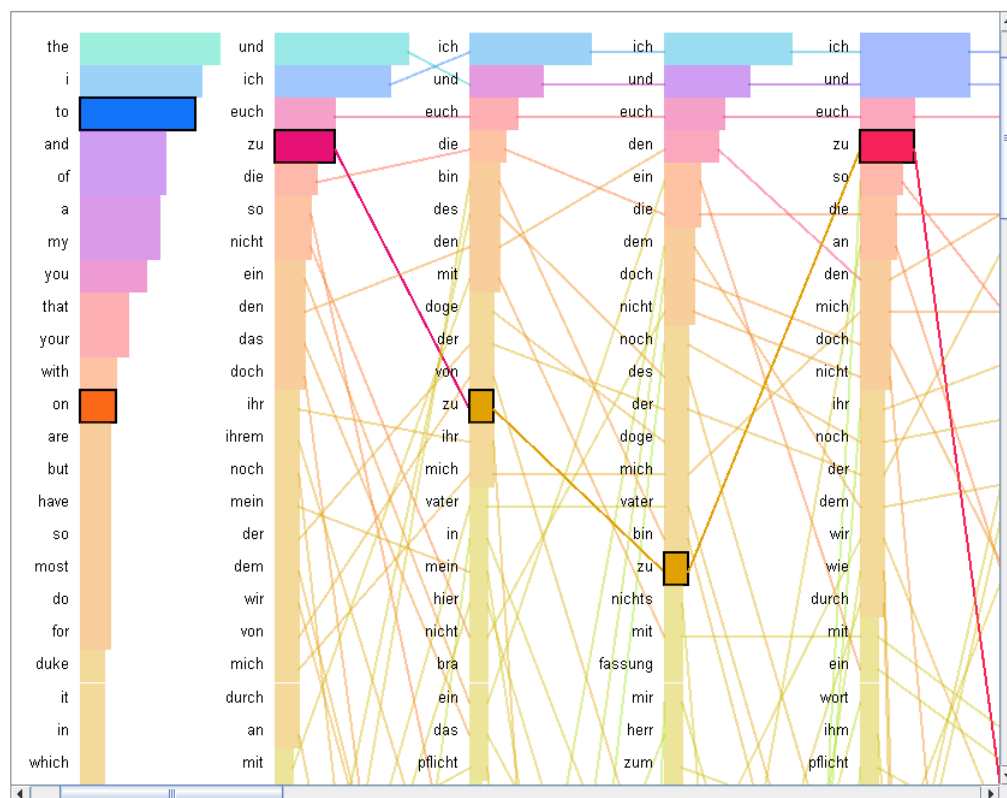 the und ich ich ich
i ich und und und
to euch euch euch euch
and zu die den zu
of die bin ein so
a so des die die
my nicht den dem an
you ein mit doch den
that den doge nicht mich
your das der noch doch
with doch von des nicht
on ihr zu der ihr
are ihrem ihr doge noch
but noch mich mich der
have mein vater vater dem
so der in bin wir
most dem mein zu wie
do wir hier nichts durch
for von nicht mit mit
duke mich bra fassung ein
it durch ein mir wort
in an das herr ihm
which mit pflicht zum pflicht